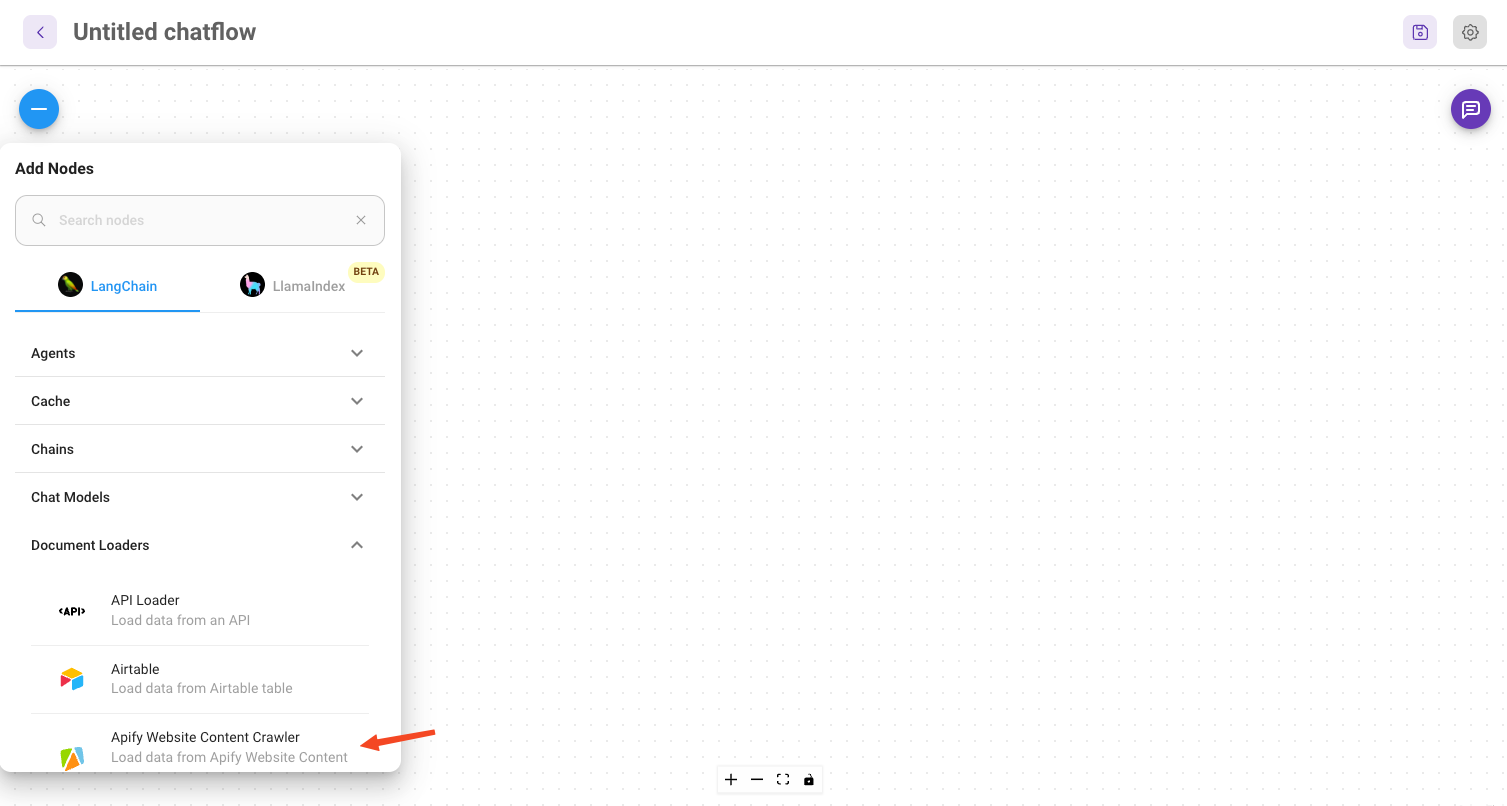 Untitled chatflow
Add Nodes
Search nodes
LangChain
LlamaIndex
BETA
Agents
Cache
Chains
Chat Models
Document Loaders
<API>
API Loader
Load data from an API
Airtable
Load data from Airtable table
Apify Website Content Crawler
Load data from Apify Website Content